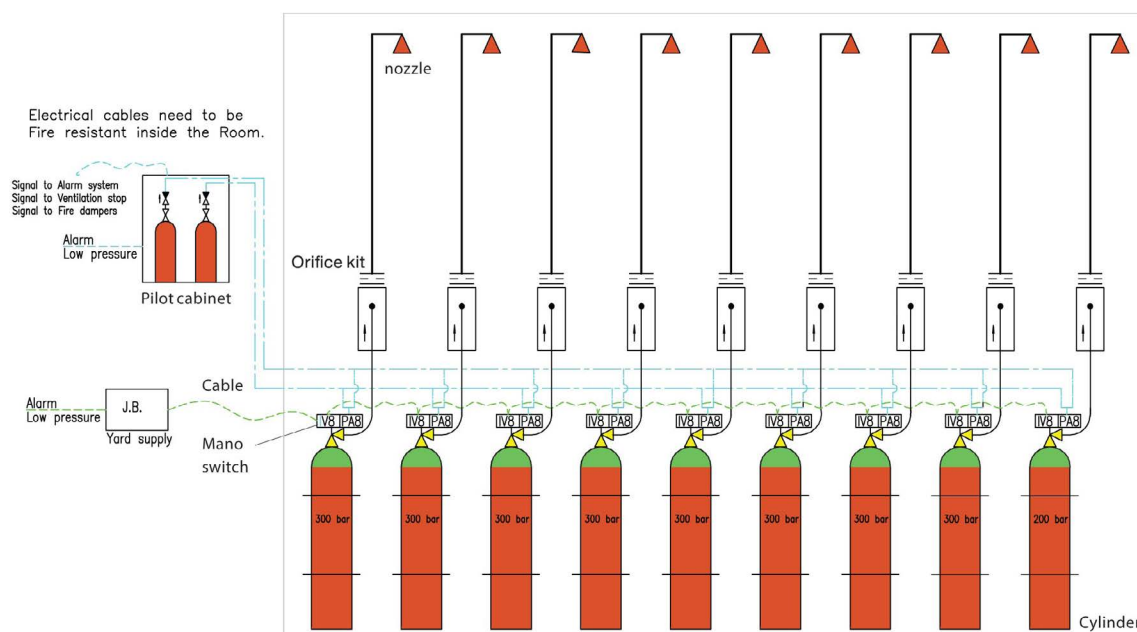 nozzle
Electrical cables need to be
Fire resistant inside the Room.
Signal to Alarm system
Signal to Ventilation stop
Signal to Fire dampers
Alarm
Low pressure
Pilot cabinet
Orifice kit
Cable
Alarm
Low pressure
J.B.
Yard supply
Mano
switch
IV8 PA8
IV8 PA8
IV8 PA8
IV8 PA8
IV8 PA8
IV8 PA8
IV8 PA8
IV8 PA8
IV8 PA8
300 bar
300 bar
300 bar
300 bar
300 bar
300 bar
300 bar
300 bar
200 bar
Cylinder